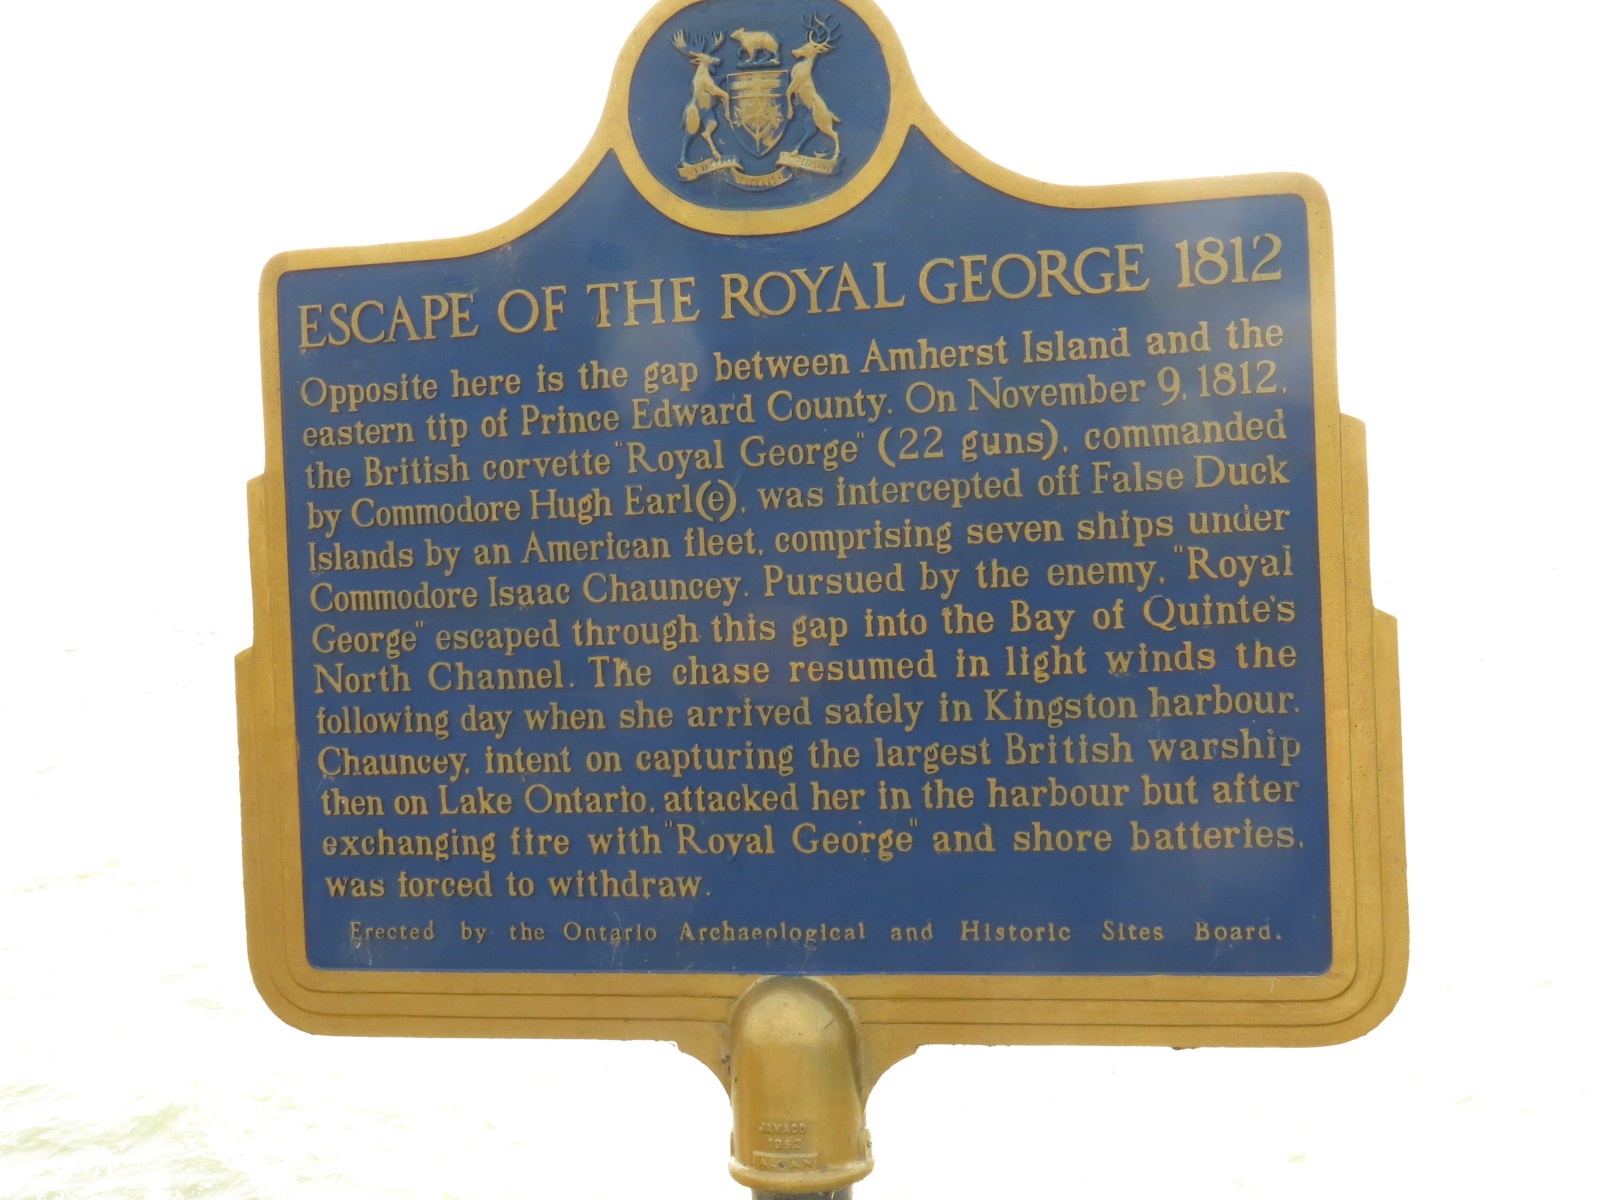 ESCAPE OF THE ROYAL GEORGE 1812
Opposite here is the gap between Amherst Island and the
eastern tip of Prince Edward County. On November 9, 1812,
the British corvette "Royal George" (22 guns), commanded
by Commodore Hugh Earl(e), was intercepted off False Duck
Islands by an American fleet, comprising seven ships under
Commodore Isaac Chauncey. Pursued by the enemy, "Royal
George" escaped through this gap into the Bay of Quinte's
North Channel. The chase resumed in light winds the
following day when she arrived safely in Kingston harbour.
Chauncey, intent on capturing the largest British warship
then on Lake Ontario, attacked her in the harbour but after
exchanging fire with "Royal George" and shore batteries,
was forced to withdraw.
Erected by the Ontario Archaeological and Historic Sites Board.
1962
ALCAN